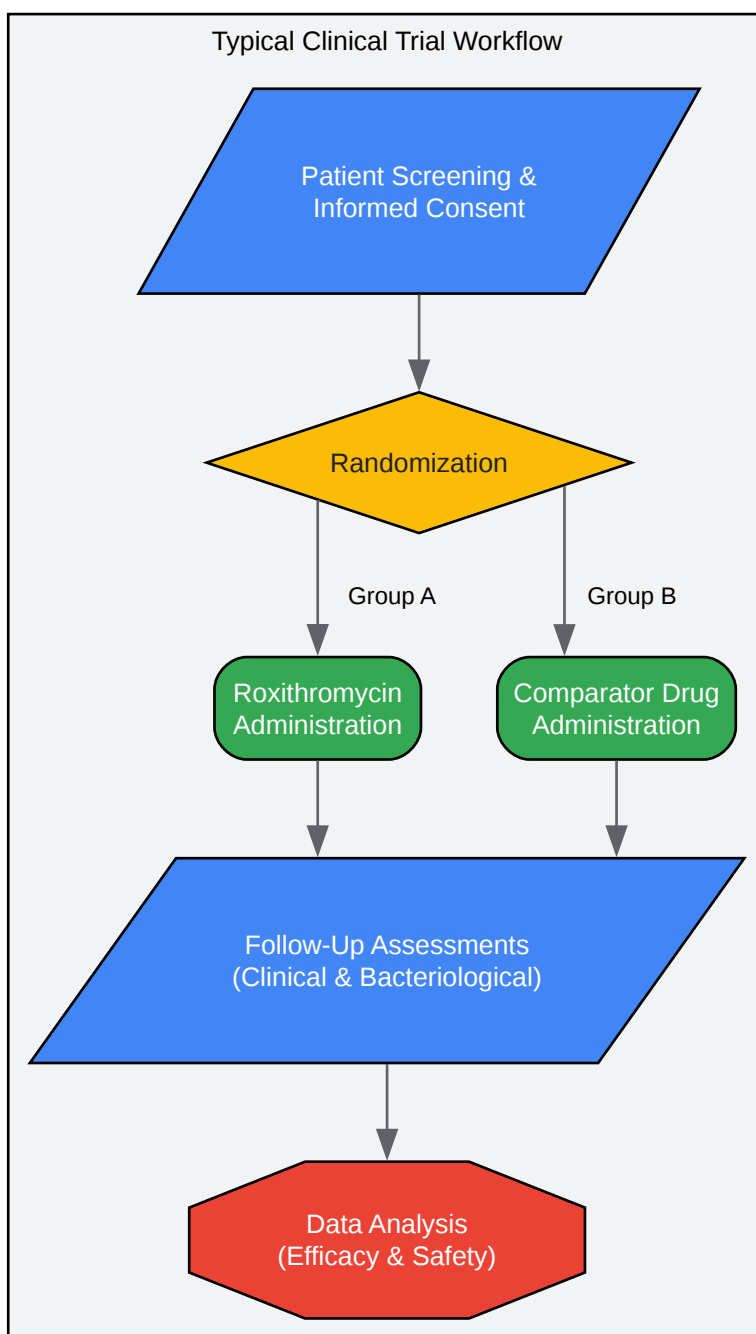 Typical Clinical Trial Workflow
Patient Screening &
Informed Consent
Randomization
Group A
Group B
Roxithromycin
Administration
Comparator Drug
Administration
Follow-Up Assessments
(Clinical & Bacteriological)
Data Analysis
(Efficacy & Safety)